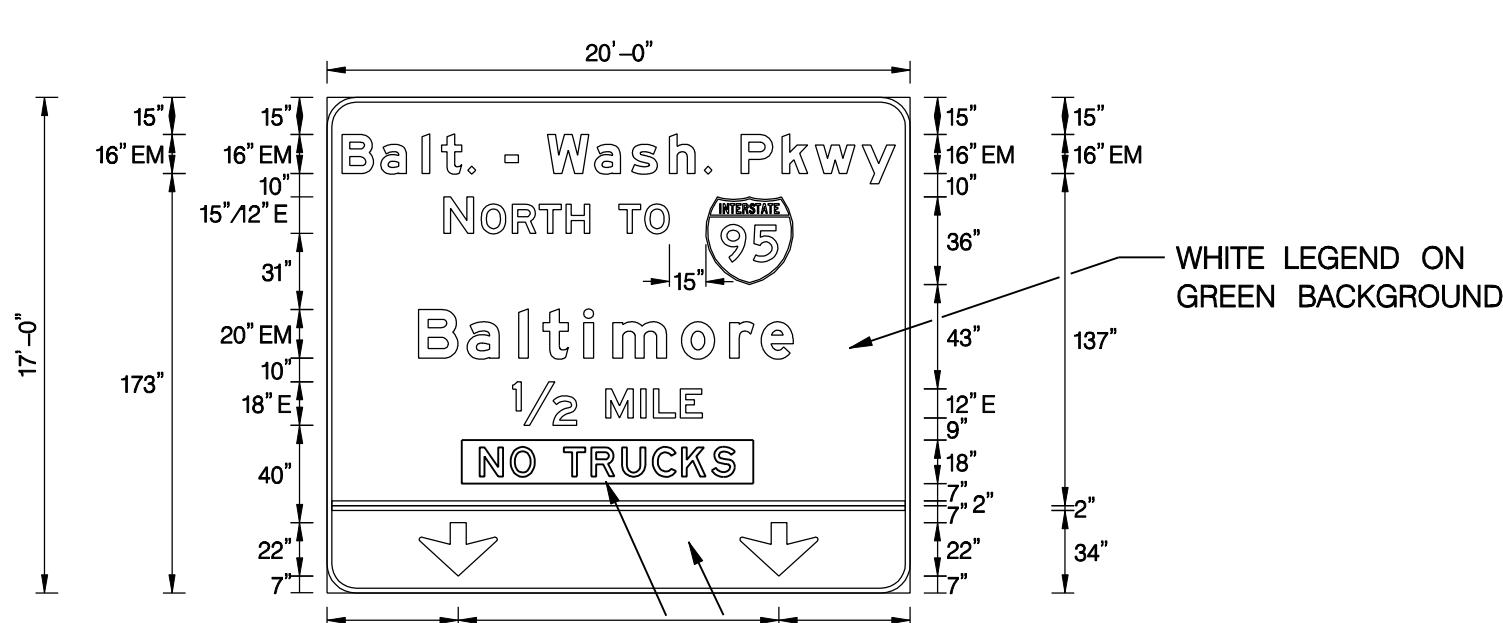 20'-0"
15" 15" 15" 15"
16" EM 16" EM Balt. - Wash. Pkwy 16" EM 16" EM
10" 10"
15"/12" E NORTH TO INTERSTATE 95 36"
WHITE LEGEND ON
GREEN BACKGROUND
31" 15"
17'-0" 20" EM Baltimore 43" 137"
173" 10"
18" E 1/2 MILE 12" E
9"
40" NO TRUCKS 18"
7"
2" 2"
7"
22" 22" 34"
7" 7"